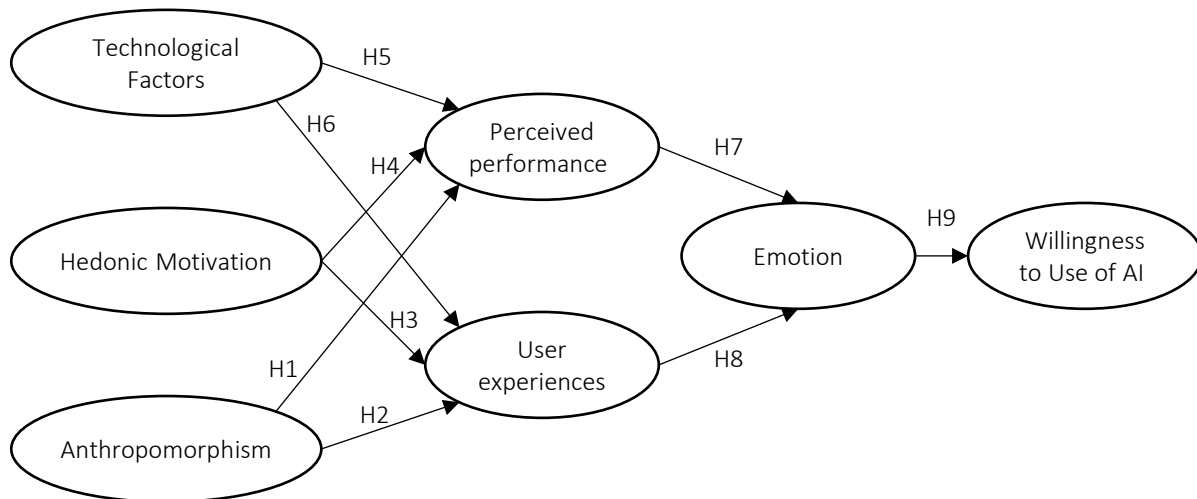 Technological
Factors
H5
H6
Perceived
performance
H7
H4
Hedonic Motivation
Emotion
H9
Willingness
to Use of AI
H3
User
experiences
H8
H1
H2
Anthropomorphism